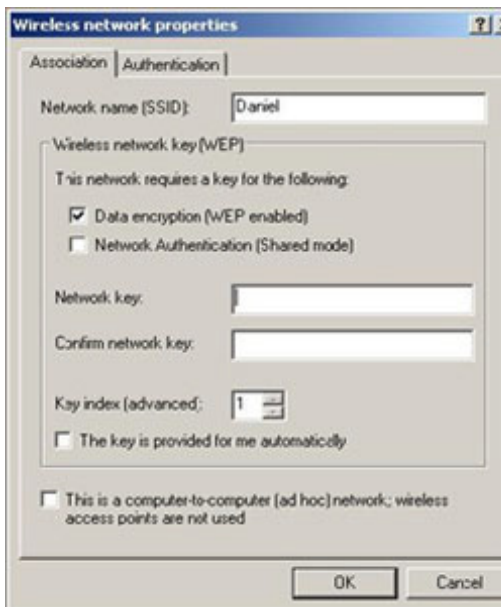 Wireless network properties
Association
Authentication
Network name (SSID):
Daniel
Wireless network key (WEP)
This network requires a key for the following:
Data encryption (WEP enabled)
Network Authentication (Shared mode)
Network key:
Confirm network key:
Key index (advanced):
1
The key is provided for me automatically
This is a computer-to-computer (ad hoc) network; wireless
access points are not used
OK
Cancel